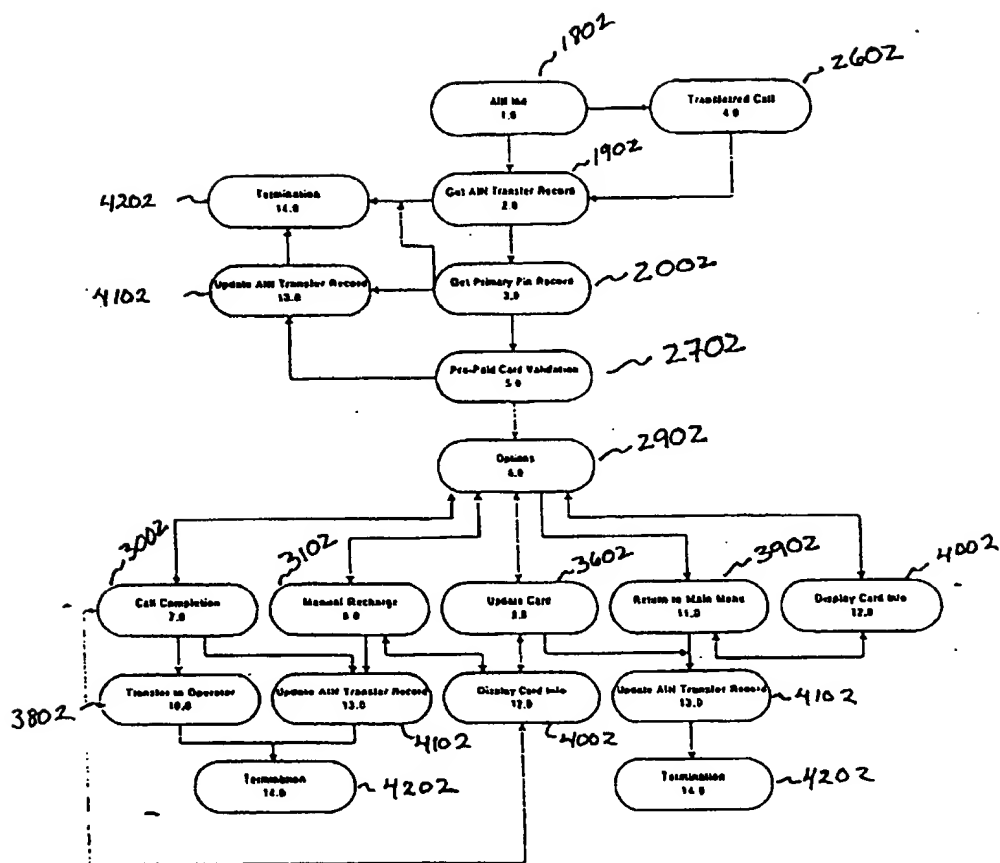 1802
2602
1.0
Transferred Call
4.0
1902
4202
Termination
14.0
Get ANI Transfer Record
2.0
4102
Update ANI Transfer Record
13.0
Get Primary Pin Record
3.0
2002
Pre-Paid Card Validation
5.0
2702
Options
6.0
2902
3002
3102
3602
3902
4002
Call Completion
7.0
Manual Recharge
8.0
Update Card
9.0
Return to Main Menu
11.0
Display Card Info
12.0
3802
Transfer to Operator
10.0
Update ANI Transfer Record
13.0
4102
Display Card Info
12.0
4002
Update ANI Transfer Record
13.0
4102
Termination
14.0
4202
Termination
14.0
4202